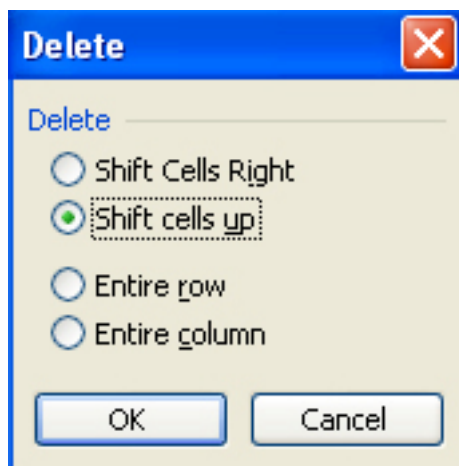 Delete
Delete
Shift Cells Right
Shift cells up
Entire row
Entire column
OK Cancel